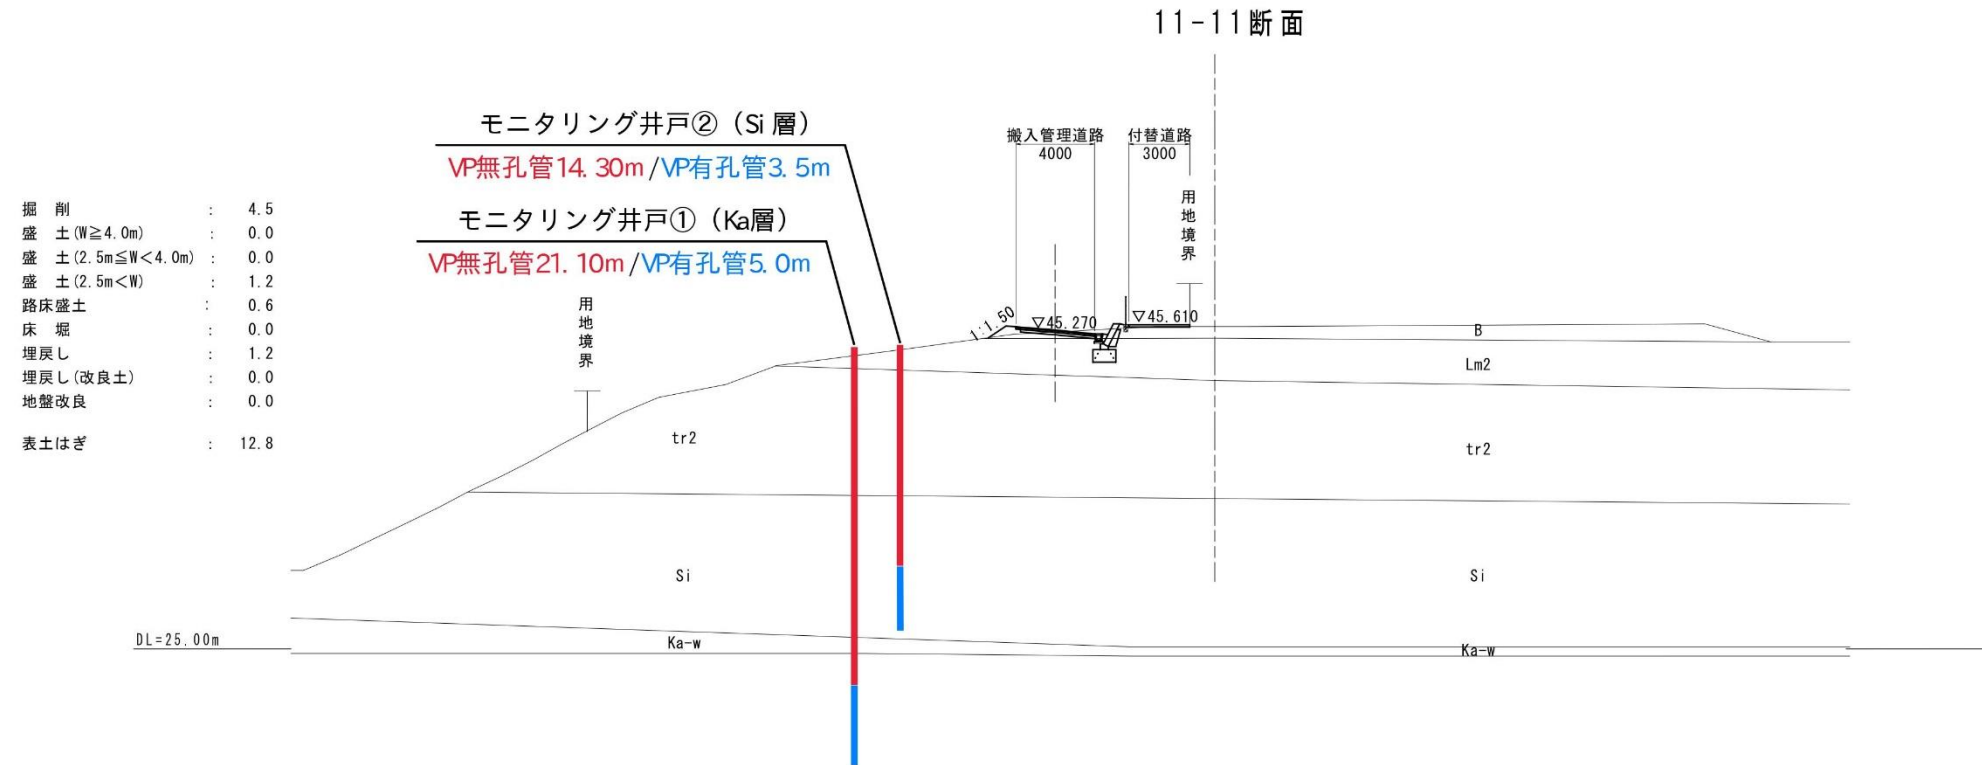 11-11断面
モニタリング井戸②（Si層）
VP無孔管14.30m/VP有孔管3.5m
モニタリング井戸①（Ka層）
VP無孔管21.10m/VP有孔管5.0m
搬入管理道路
4000
付替道路
3000
用地境界
用地境界
掘　削 : 4.5
盛　土(W≧4.0m) : 0.0
盛　土(2.5m≦W<4.0m) : 0.0
盛　土(2.5m<W) : 1.2
路床盛土 : 0.6
床　堀 : 0.0
埋戻し : 1.2
埋戻し(改良土) : 0.0
地盤改良 : 0.0
表土はぎ : 12.8
1:1.50
▽45.270
▽45.610
B
Lm2
tr2
tr2
Si
Si
DL=25.00m
Ka-w
Ka-w